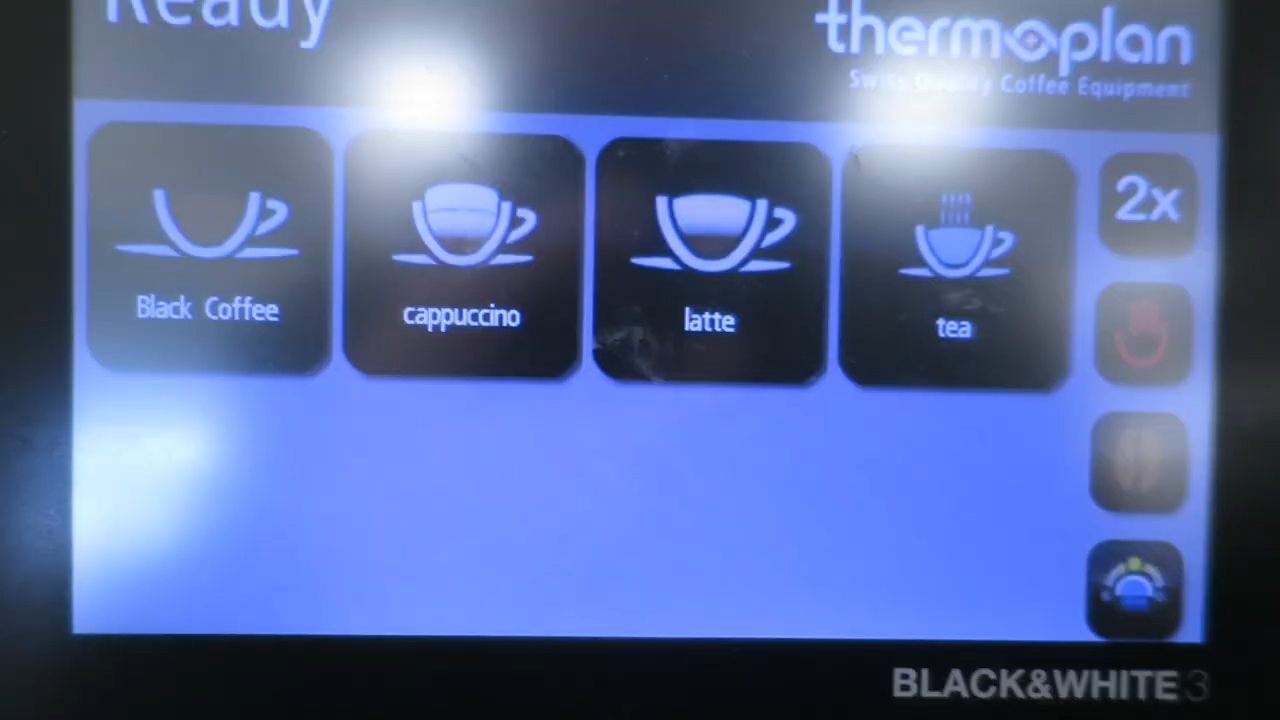 Ready
thermoplan
Swiss Quality Coffee Equipment
Black Coffee
cappuccino
latte
tea
2x
BLACK&WHITE3